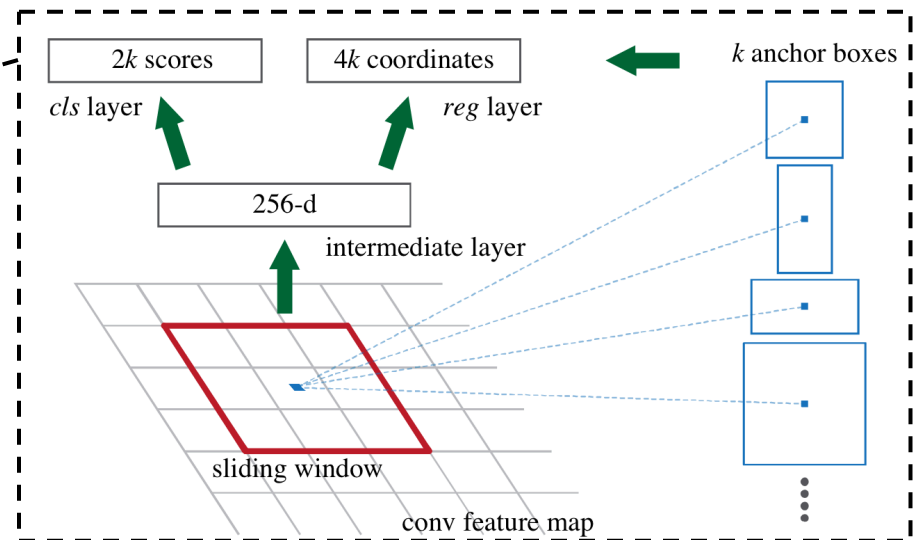 2k scores
4k coordinates
k anchor boxes
cls layer
reg layer
256-d
intermediate layer
sliding window
conv feature map